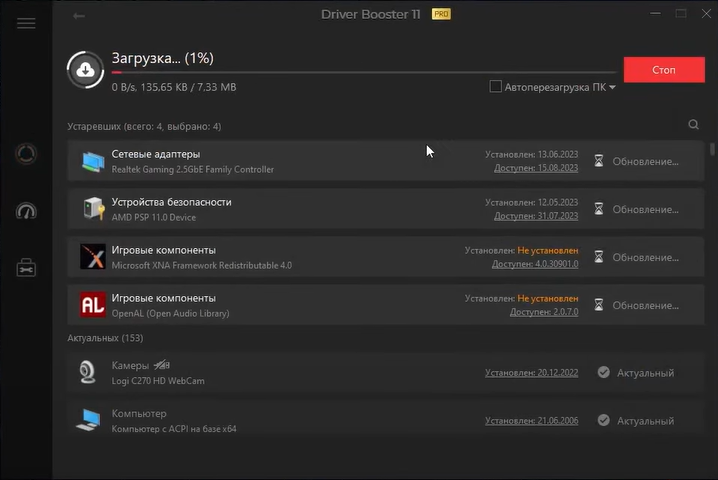 Driver Booster 11 PRO
Загрузка... (1%)
0 B/s, 135,65 КВ / 7.33 MB
Стоп
Автоперезагрузка ПК
Устаревших (всего: 4, выбрано: 4)
Сетевые адаптеры
Realtek Gaming 2.5GbE Family Controller
Установлен: 13.06.2023
Доступен: 15.08.2023
Обновление...
Устройства безопасности
AMD PSP 11.0 Device
Установлен: 12.05.2023
Доступен: 31.07.2023
Обновление...
Игровые компоненты
Microsoft XNA Framework Redistributable 4.0
Установлен: Не установлен
Доступен: 4.0.30901.0
Обновление...
AL
Игровые компоненты
OpenAL (Open Audio Library)
Установлен: Не установлен
Доступен: 2.0.7.0
Обновление...
Актуальных (153)
Камеры
Logi C270 HD WebCam
Установлен: 20.12.2022
Актуальный
Компьютер
Компьютер с ACPI на базе x64
Установлен: 21.06.2006
Актуальный